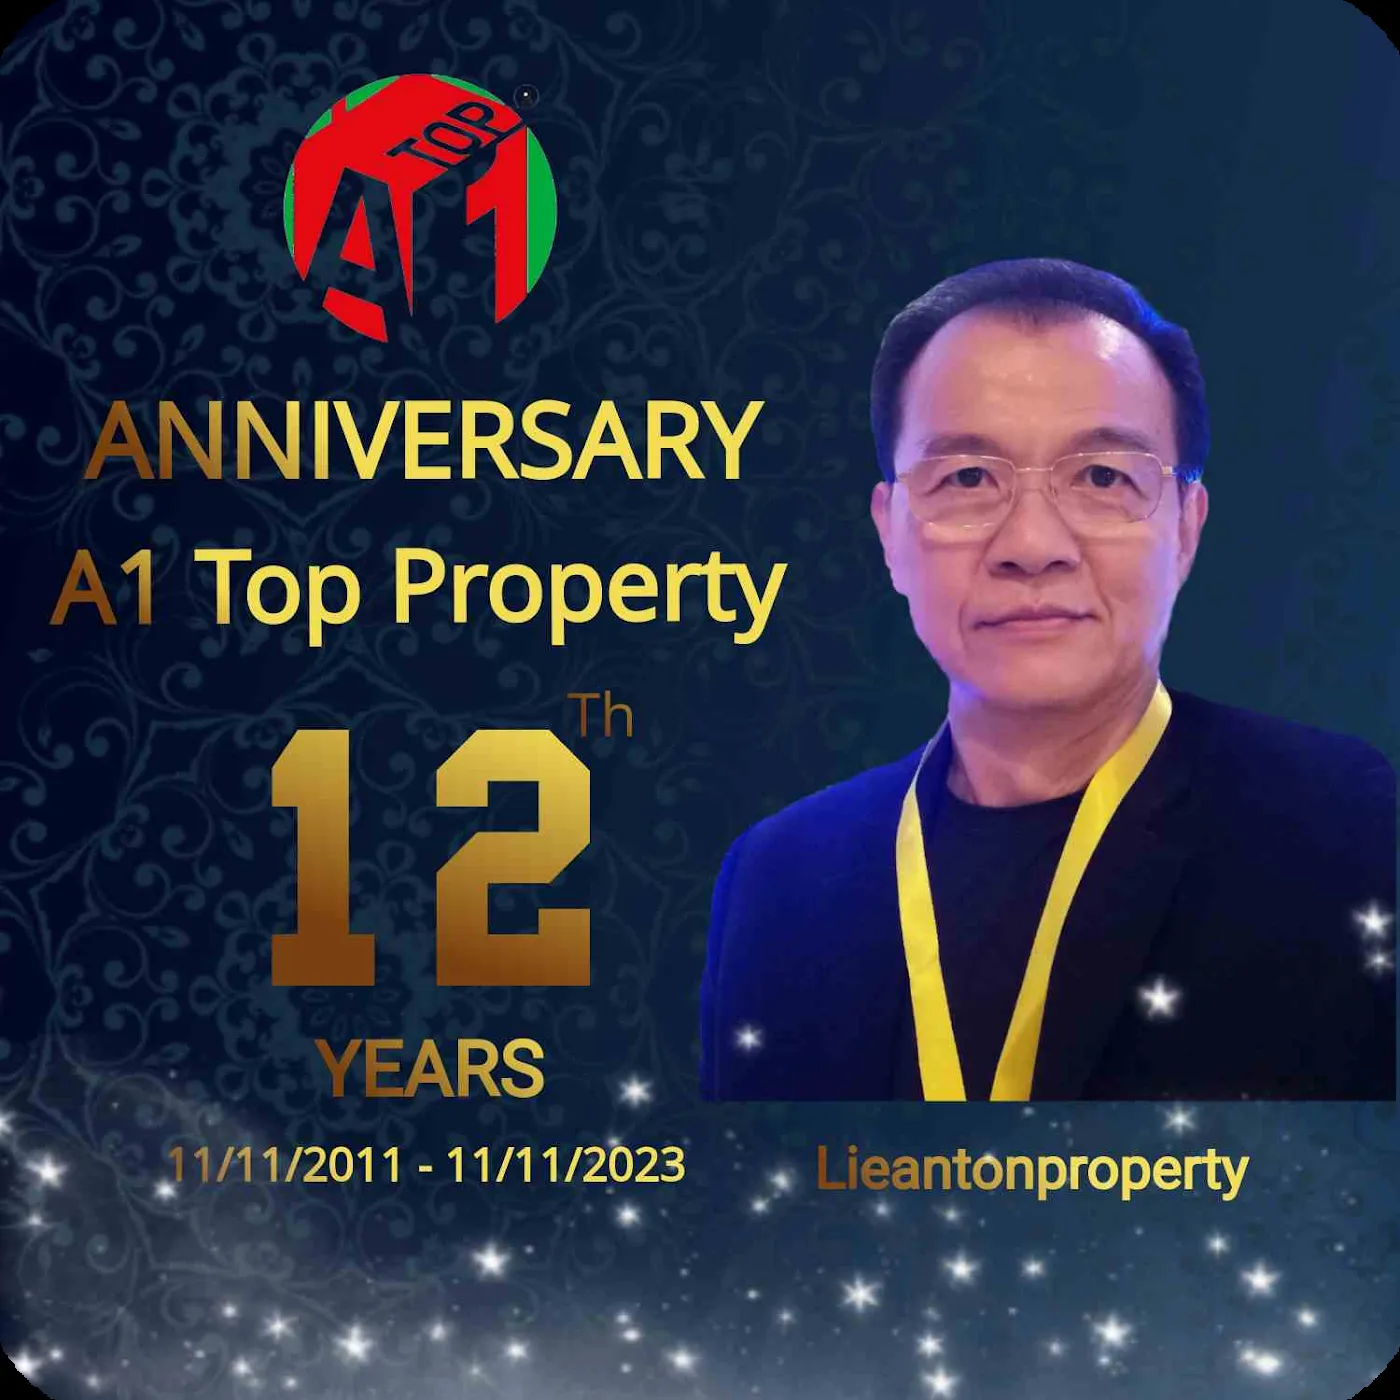 TOP
A1
ANNIVERSARY
A1 Top Property
12Th
YEARS
11/11/2011 - 11/11/2023
Lieantonproperty